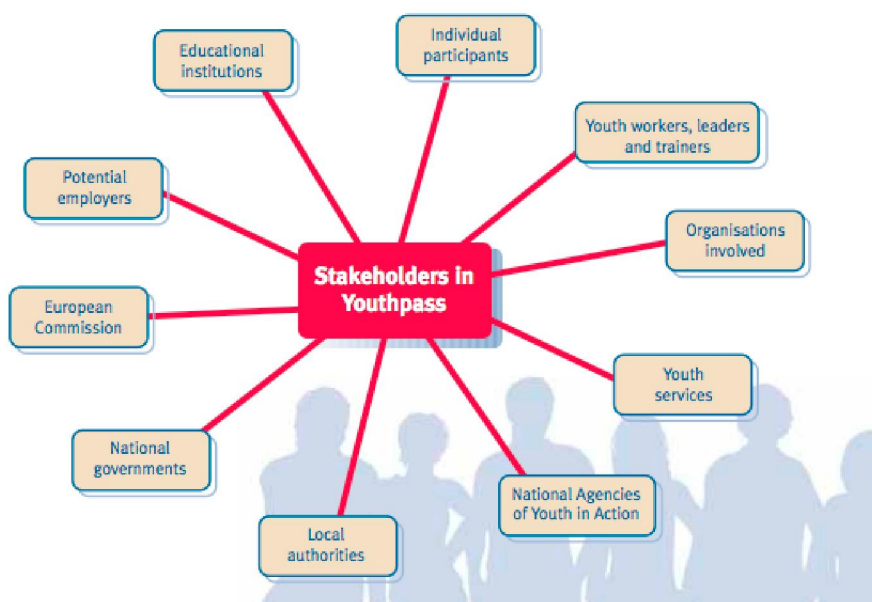 Educational
institutions
Individual
participants
Youth workers, leaders
and trainers
Potential
employers
Organisations
involved
Stakeholders in
Youthpass
European
Commission
Youth
services
National
governments
National Agencies
of Youth in Action
Local
authorities